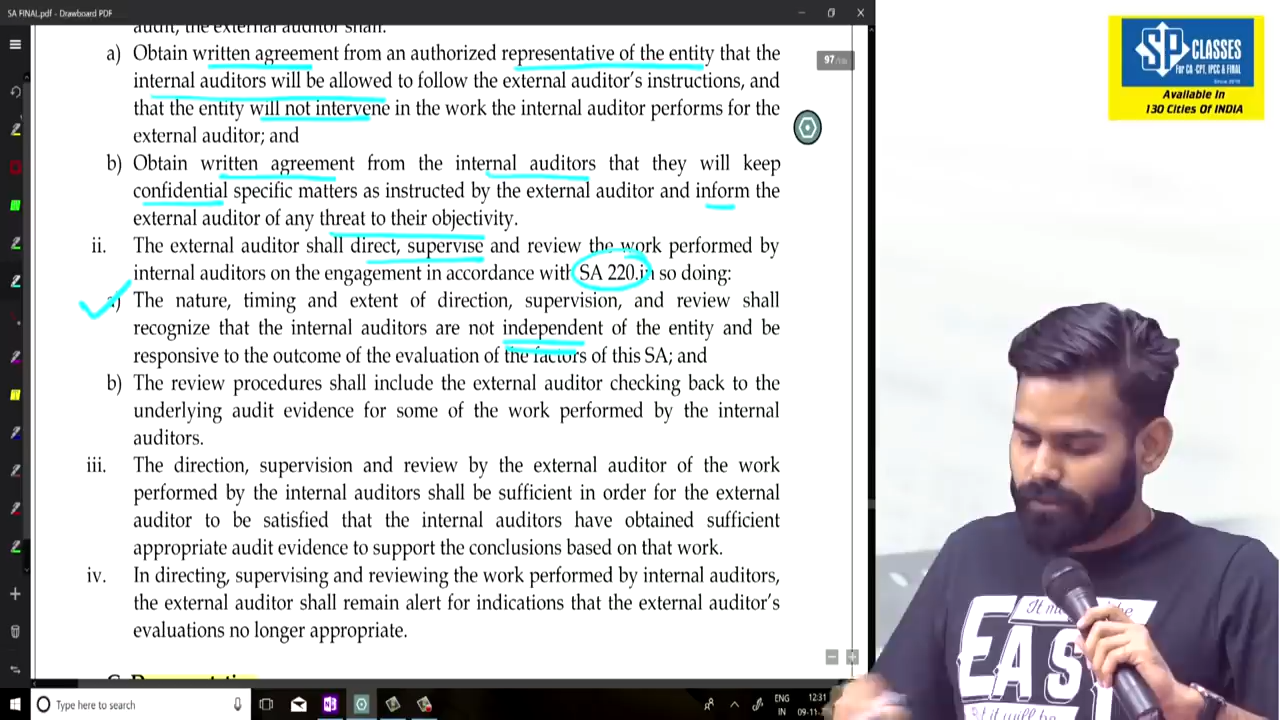 SA FINAL.pdf - Drawboard PDF
audit, the external auditor shall:
a) Obtain written agreement from an authorized representative of the entity that the
internal auditors will be allowed to follow the external auditor's instructions, and
that the entity will not intervene in the work the internal auditor performs for the
external auditor; and
b) Obtain written agreement from the internal auditors that they will keep
confidential specific matters as instructed by the external auditor and inform the
external auditor of any threat to their objectivity.
ii. The external auditor shall direct, supervise and review the work performed by
internal auditors on the engagement in accordance with SA 220.in so doing:
a) The nature, timing and extent of direction, supervision, and review shall
recognize that the internal auditors are not independent of the entity and be
responsive to the outcome of the evaluation of the factors of this SA; and
b) The review procedures shall include the external auditor checking back to the
underlying audit evidence for some of the work performed by the internal
auditors.
iii. The direction, supervision and review by the external auditor of the work
performed by the internal auditors shall be sufficient in order for the external
auditor to be satisfied that the internal auditors have obtained sufficient
appropriate audit evidence to support the conclusions based on that work.
iv. In directing, supervising and reviewing the work performed by internal auditors,
the external auditor shall remain alert for indications that the external auditor's
evaluations no longer appropriate.
97
SP CLASSES
For CA-CPT, IPCC & FINAL
Since 2010
Available In
130 Cities Of INDIA
It m
be
EAS
But it will be
Type here to search
ENG
IN
12:31
09-11-